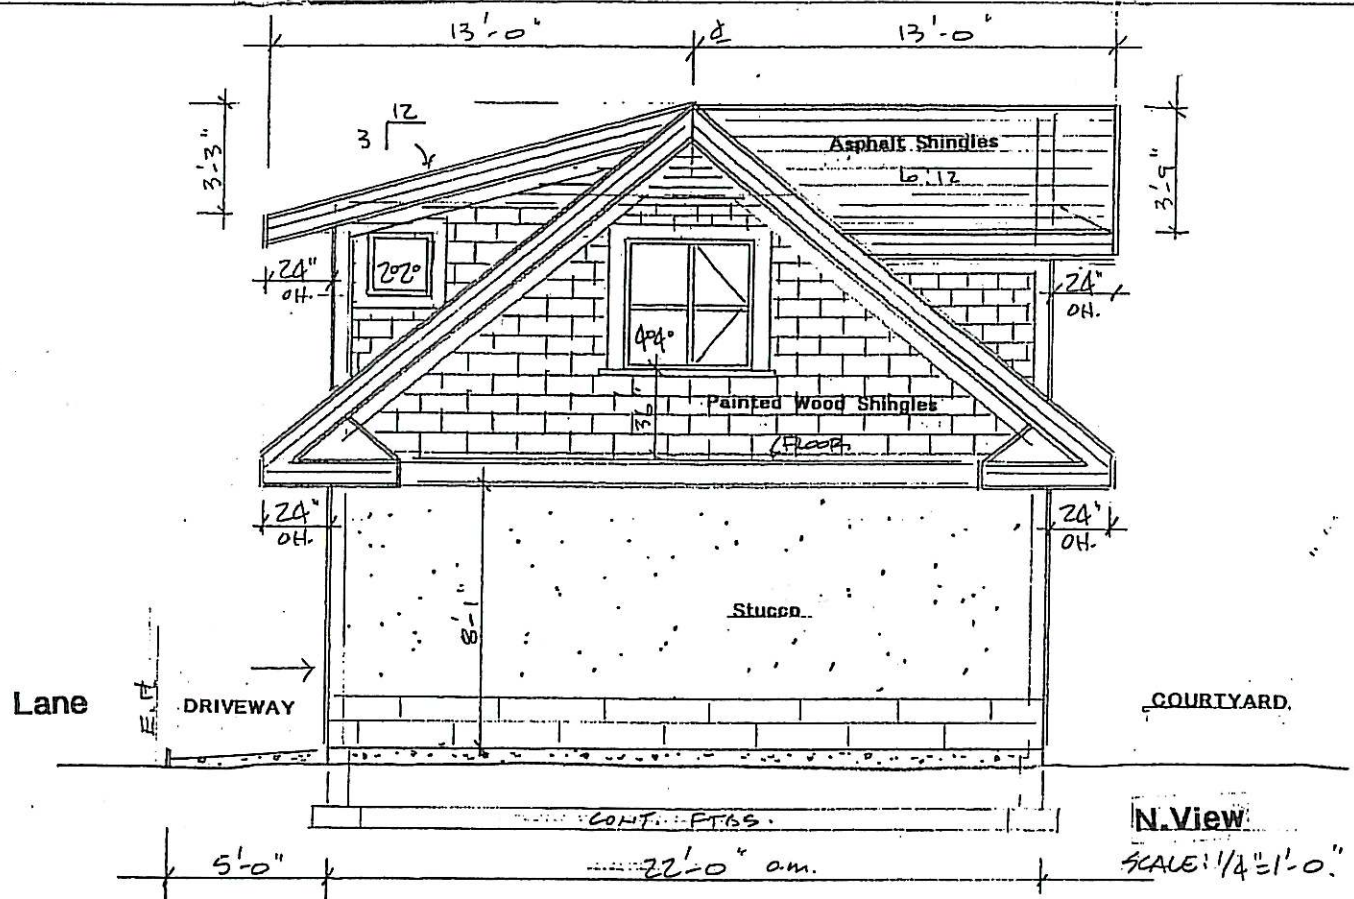 13'-0"
13'-0"
12
3
3'-3"
Asphalt Shingles
6:12
3'-9"
24"
OH.
2020
24"
OH.
4040
36"
Painted Wood Shingles
FLOOR
24"
OH.
24"
OH.
8'-1"
Stucco
Lane
DRIVEWAY
COURTYARD
CONT. FTGS.
N.View
5'-0"
22'-0" o.m.
SCALE: 1/4"=1'-0"